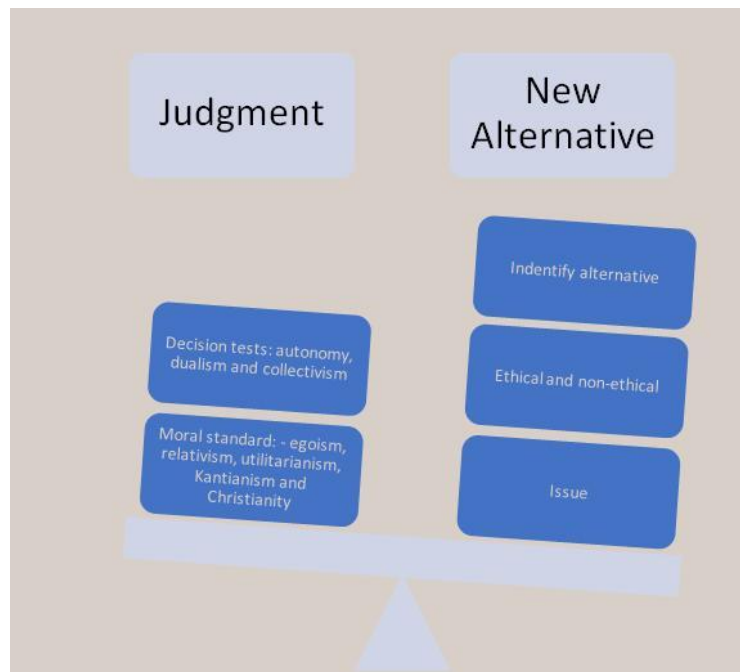 Judgment
New
Alternative
Decision tests: autonomy,
dualism and collectivism
Moral standard: - egoism,
relativism, utilitarianism,
Kantianism and
Christianity
Indentify alternative
Ethical and non-ethical
Issue